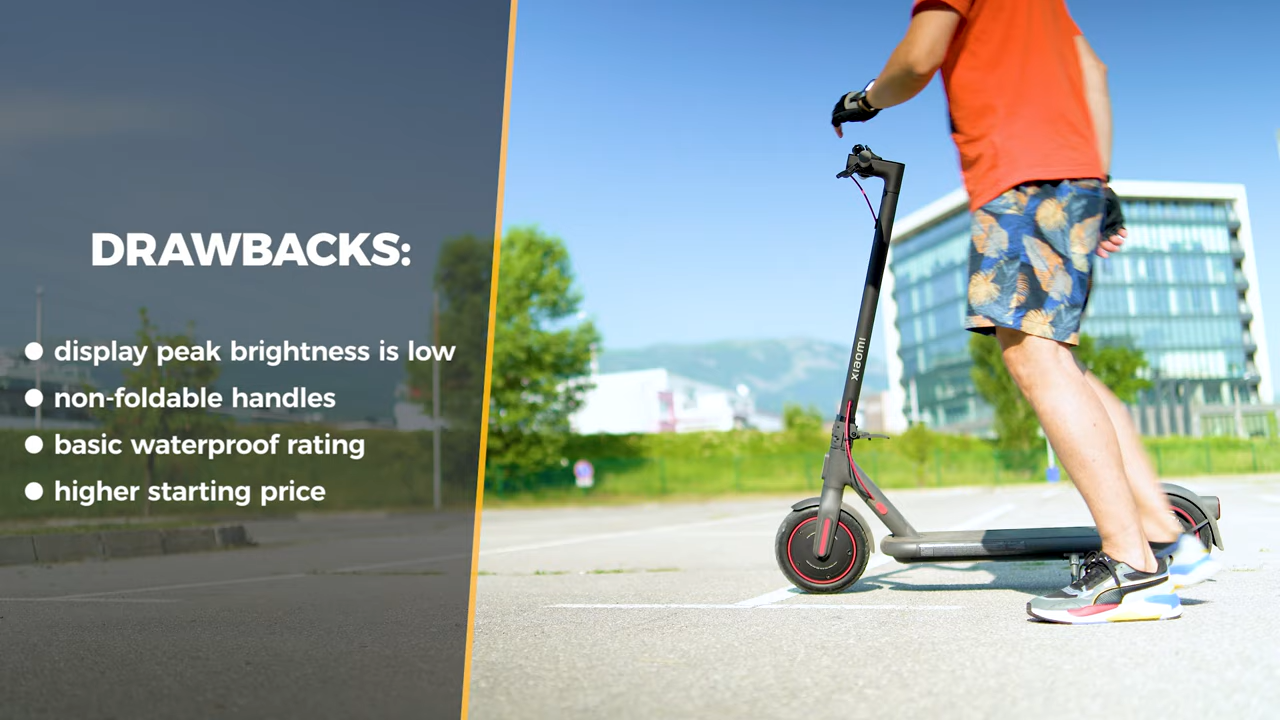 DRAWBACKS:
display peak brightness is low
non-foldable handles
basic waterproof rating
higher starting price
xiaomi